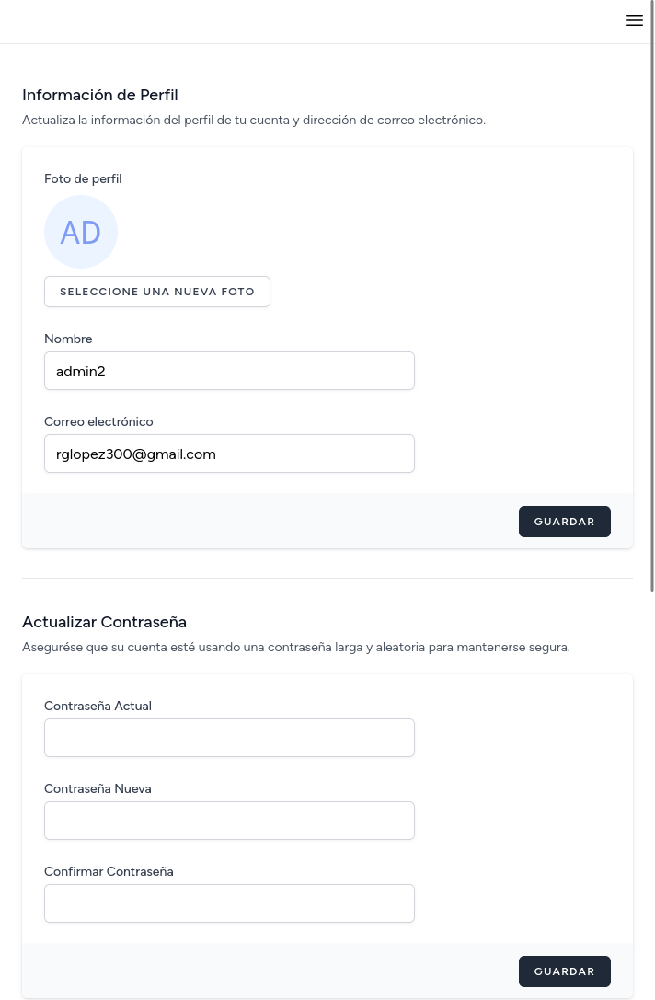 Información de Perfil
Actualiza la información del perfil de tu cuenta y dirección de correo electrónico.
Foto de perfil
AD
SELECCIONE UNA NUEVA FOTO
Nombre
admin2
Correo electrónico
rglopez300@gmail.com
GUARDAR
Actualizar Contraseña
Asegurése que su cuenta esté usando una contraseña larga y aleatoria para mantenerse segura.
Contraseña Actual
Contraseña Nueva
Confirmar Contraseña
GUARDAR